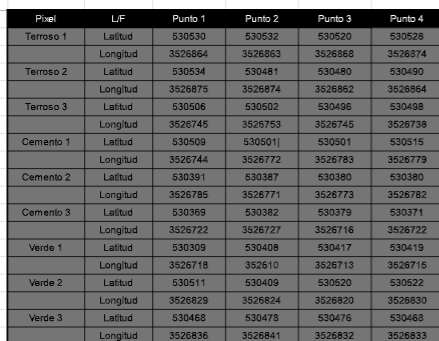 Pixel L/F Punto 1 Punto 2 Punto 3 Punto 4
Terroso 1 Latitud 530530 530532 530520 530528
Longitud 3526864 3526863 3526868 3526874
Terroso 2 Latitud 530534 530481 530480 530490
Longitud 3526875 3526874 3526862 3526864
Terroso 3 Latitud 530506 530502 530496 530498
Longitud 3526745 3526753 3526745 3526738
Cemento 1 Latitud 530509 530501| 530501 530515
Longitud 3526744 3526772 3526783 3526779
Cemento 2 Latitud 530391 530387 530380 530380
Longitud 3526785 3526771 3526773 3526782
Cemento 3 Latitud 530369 530382 530379 530371
Longitud 3526722 3526727 3526716 3526722
Verde 1 Latitud 530309 530408 530417 530419
Longitud 3526718 352610 3526713 3526715
Verde 2 Latitud 530511 530409 530520 530522
Longitud 3526829 3526824 3526820 3526830
Verde 3 Latitud 530468 530478 530476 530468
Longitud 3526836 3526841 3526832 3526833